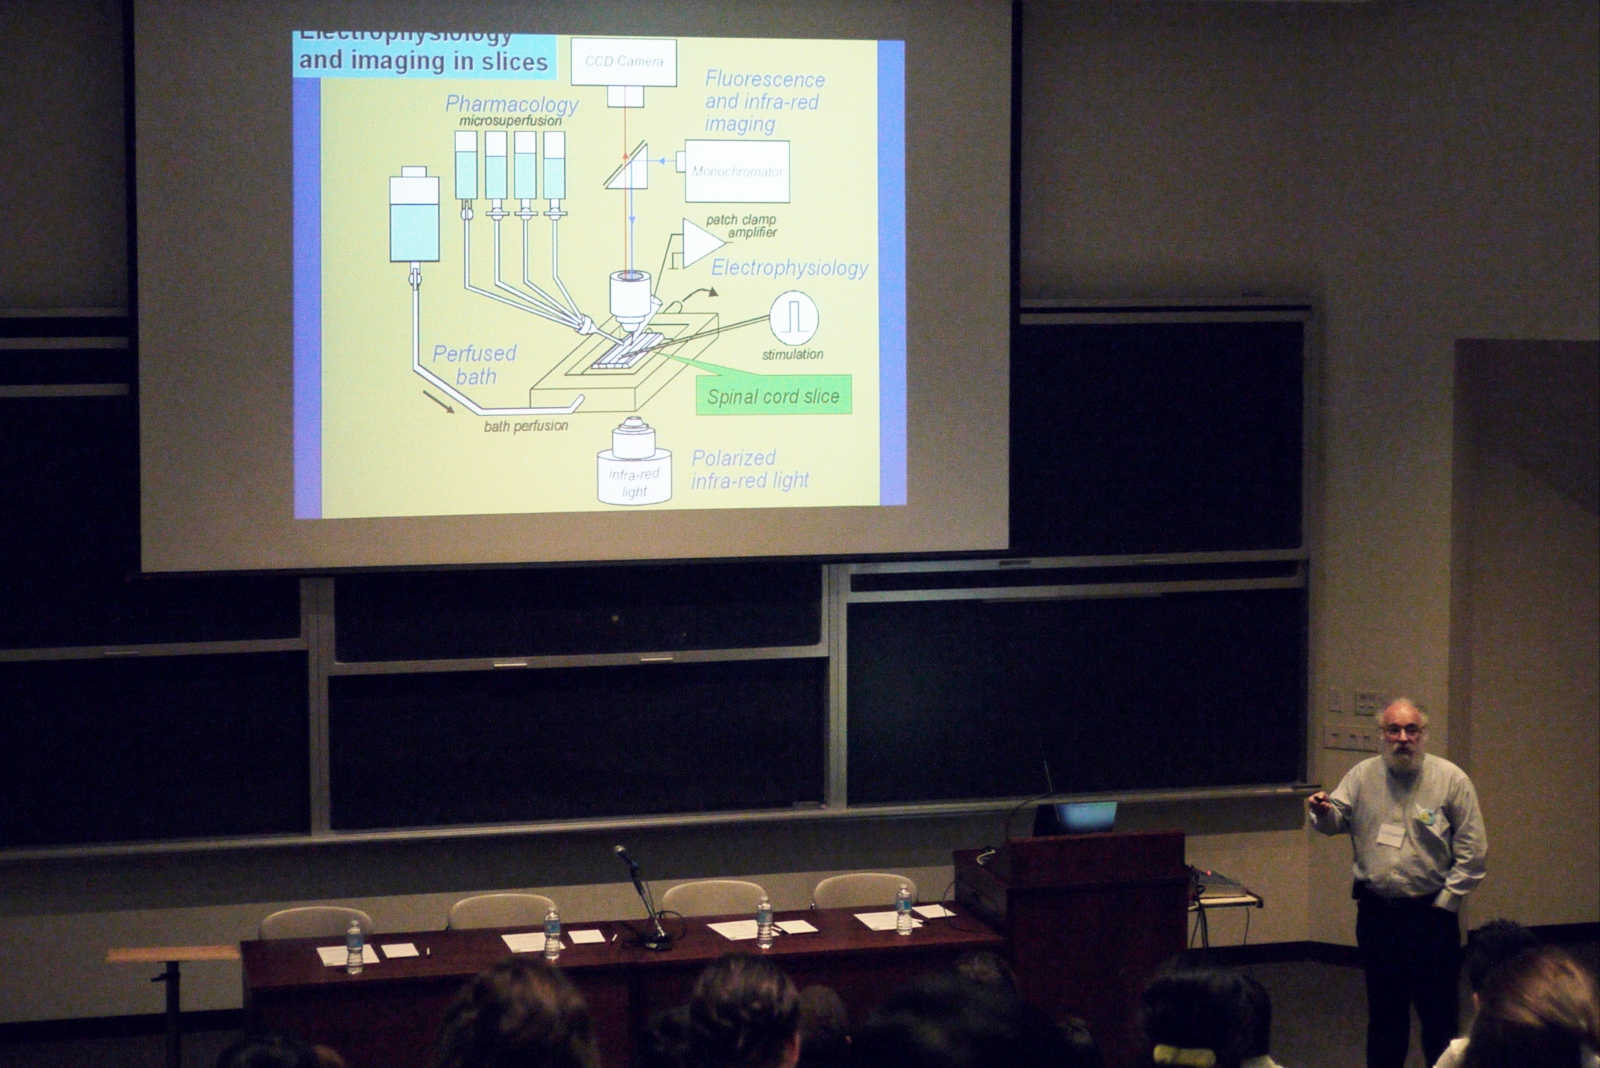 Electrophysiology
and imaging in slices
CCD Camera
Fluorescence
and infra-red
imaging
Pharmacology
microsuperfusion
Monochromator
patch clamp
amplifier
Electrophysiology
stimulation
Perfused
bath
Spinal cord slice
bath perfusion
Polarized
infra-red light
infra-red
light